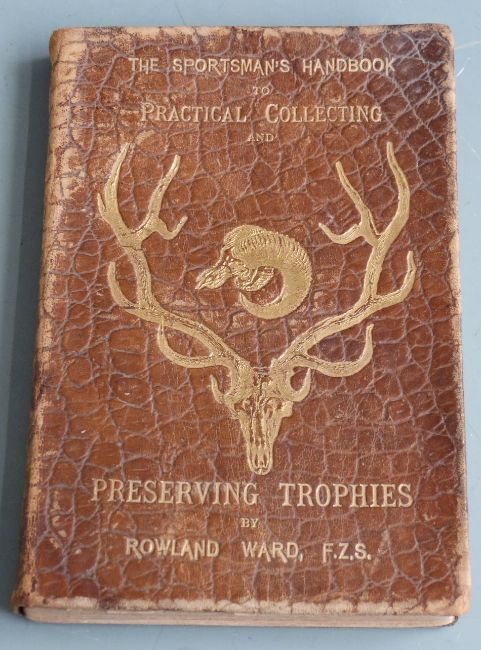 THE SPORTSMAN'S HANDBOOK
TO
PRACTICAL COLLECTING
AND
PRESERVING TROPHIES
BY
ROWLAND WARD, F.Z.S.